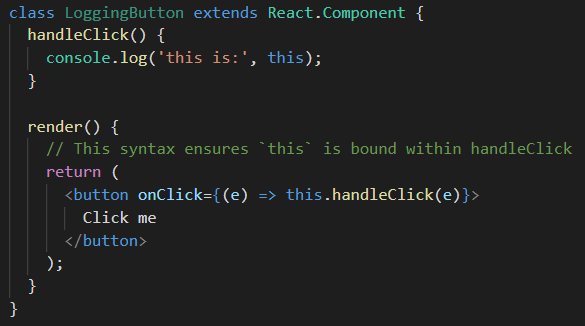 class LoggingButton extends React.Component {
  handleClick() {
    console.log('this is:', this);
  }

  render() {
    // This syntax ensures `this` is bound within handleClick
    return (
      <button onClick={(e) => this.handleClick(e)}>
        Click me
      </button>
    );
  }
}